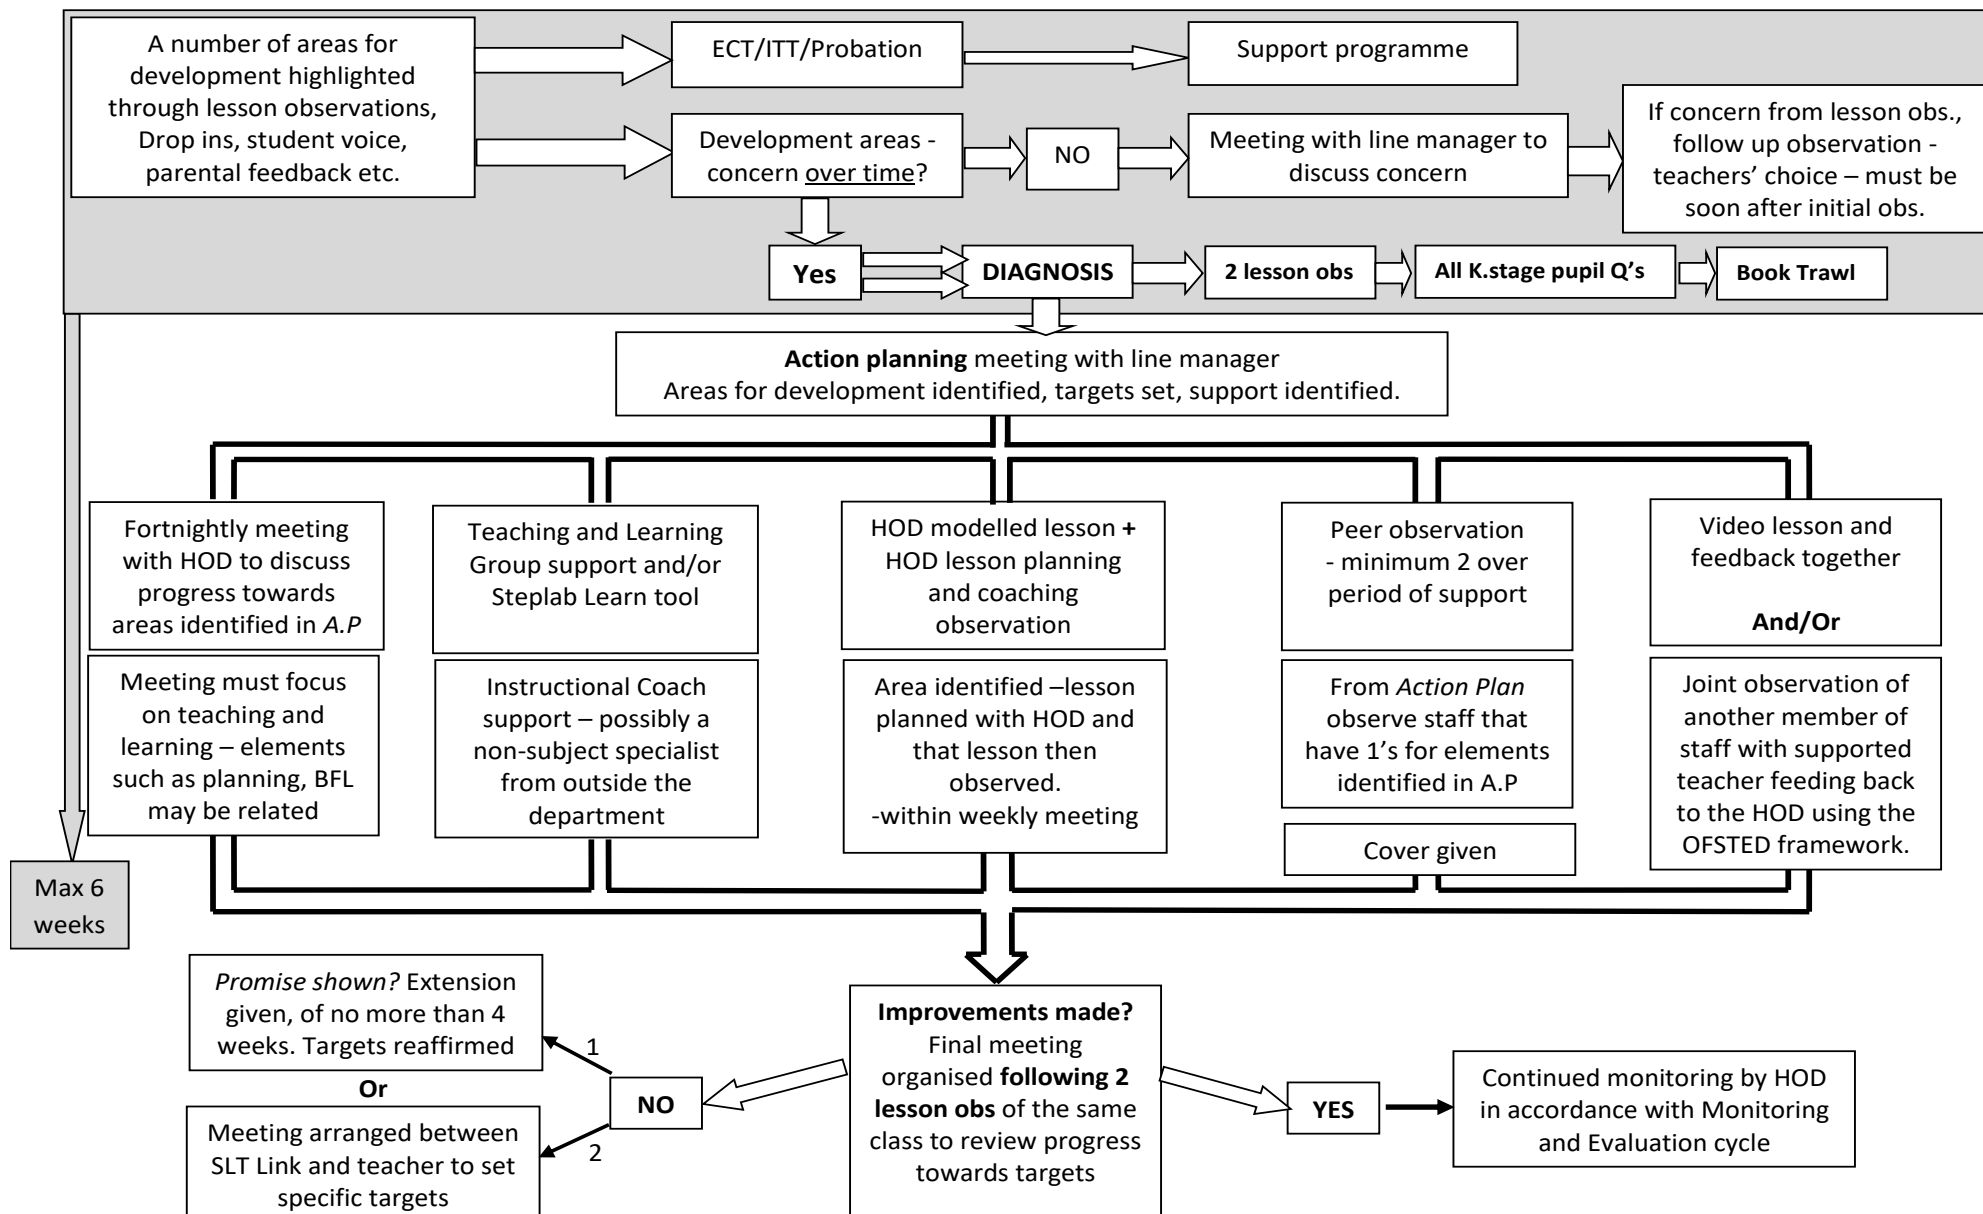 A number of areas for
development highlighted
through lesson observations,
Drop ins, student voice,
parental feedback etc.
ECT/ITT/Probation
Support programme
Development areas -
concern over time?
NO
Meeting with line manager to
discuss concern
If concern from lesson obs.,
follow up observation -
teachers’ choice – must be
soon after initial obs.
Yes
DIAGNOSIS
2 lesson obs
All K.stage pupil Q’s
Book Trawl
Action planning meeting with line manager
Areas for development identified, targets set, support identified.
Fortnightly meeting
with HOD to discuss
progress towards
areas identified in A.P
Meeting must focus
on teaching and
learning – elements
such as planning, BFL
may be related
Teaching and Learning
Group support and/or
Steplab Learn tool
Instructional Coach
support – possibly a
non-subject specialist
from outside the
department
HOD modelled lesson +
HOD lesson planning
and coaching
observation
Area identified –lesson
planned with HOD and
that lesson then
observed.
-within weekly meeting
Peer observation
- minimum 2 over
period of support
From Action Plan
observe staff that
have 1’s for elements
identified in A.P
Cover given
Video lesson and
feedback together
And/Or
Joint observation of
another member of
staff with supported
teacher feeding back
to the HOD using the
OFSTED framework.
Max 6
weeks
Promise shown? Extension
given, of no more than 4
weeks. Targets reaffirmed
Or
Meeting arranged between
SLT Link and teacher to set
specific targets
1
2
NO
Improvements made?
Final meeting
organised following 2
lesson obs of the same
class to review progress
towards targets
YES
Continued monitoring by HOD
in accordance with Monitoring
and Evaluation cycle